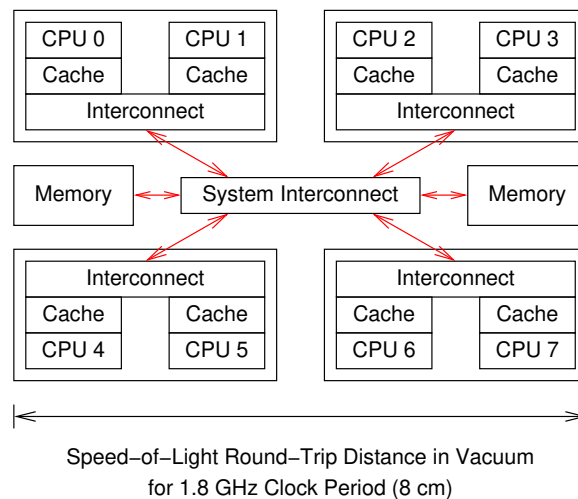 CPU 0 CPU 1 CPU 2 CPU 3
Cache Cache Cache Cache
Interconnect Interconnect
Memory System Interconnect Memory
Interconnect Interconnect
Cache Cache Cache Cache
CPU 4 CPU 5 CPU 6 CPU 7
Speed−of−Light Round−Trip Distance in Vacuum
for 1.8 GHz Clock Period (8 cm)